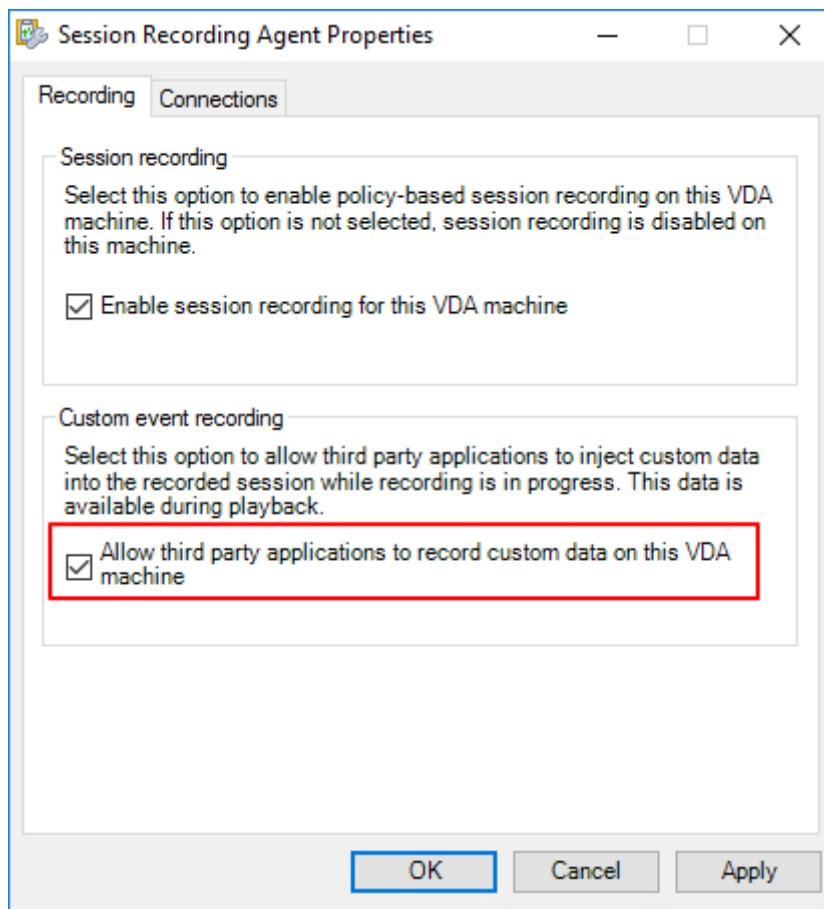 Session Recording Agent Properties
Recording
Connections
Session recording
Select this option to enable policy-based session recording on this VDA
machine. If this option is not selected, session recording is disabled on
this machine.
Enable session recording for this VDA machine
Custom event recording
Select this option to allow third party applications to inject custom data
into the recorded session while recording is in progress. This data is
available during playback.
Allow third party applications to record custom data on this VDA
machine
OK
Cancel
Apply